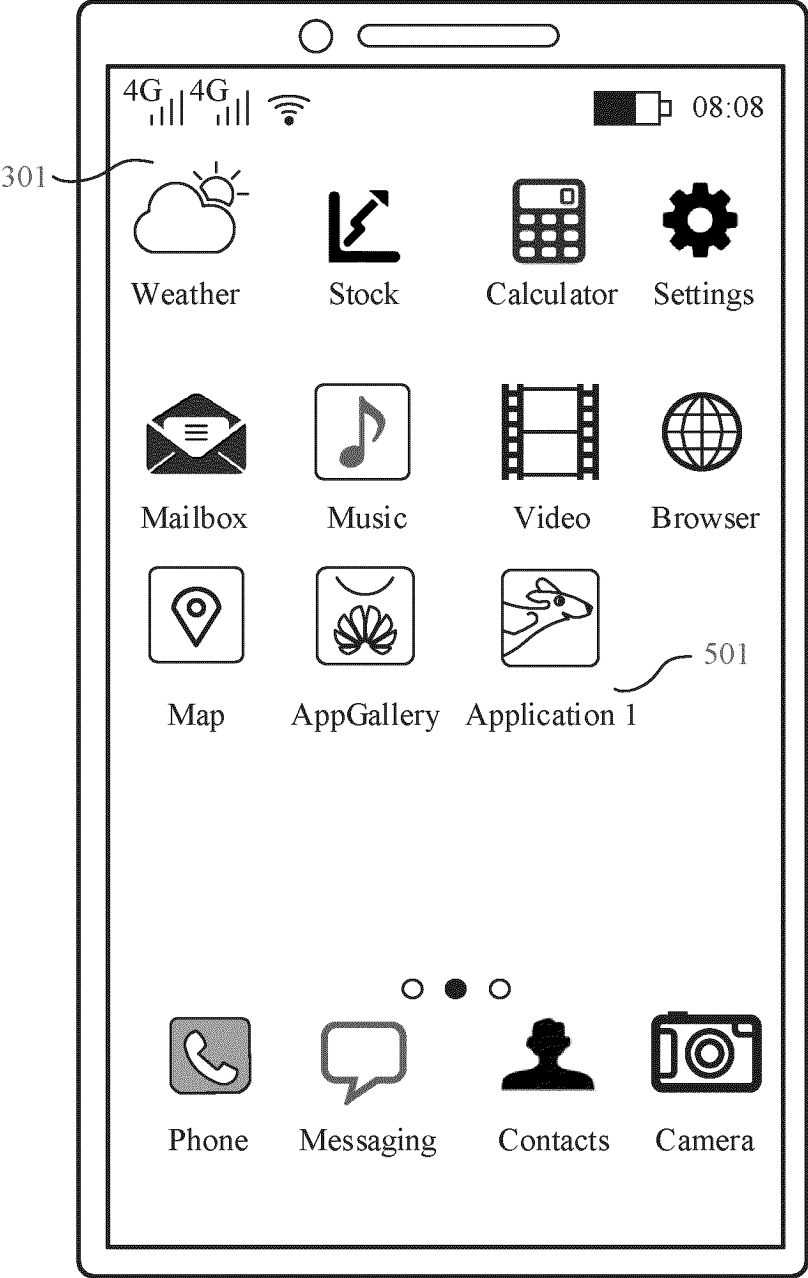 4G 4G 08:08
301
Weather Stock Calculator Settings
Mailbox Music Video Browser
501
Map AppGallery Application 1
Phone Messaging Contacts Camera